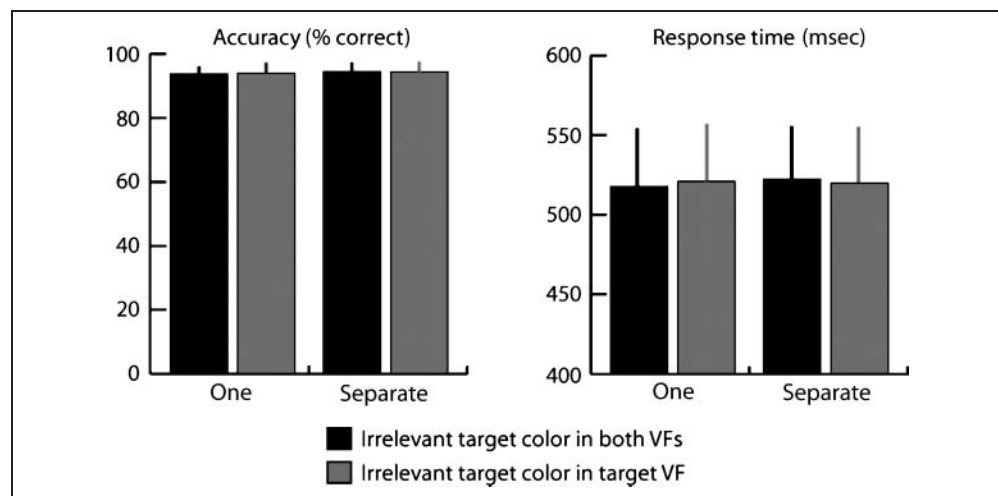 Accuracy (% correct)
100
80
60
40
20
0
One
Separate
Response time (msec)
600
550
500
450
400
One
Separate
Irrelevant target color in both VFs
Irrelevant target color in target VF